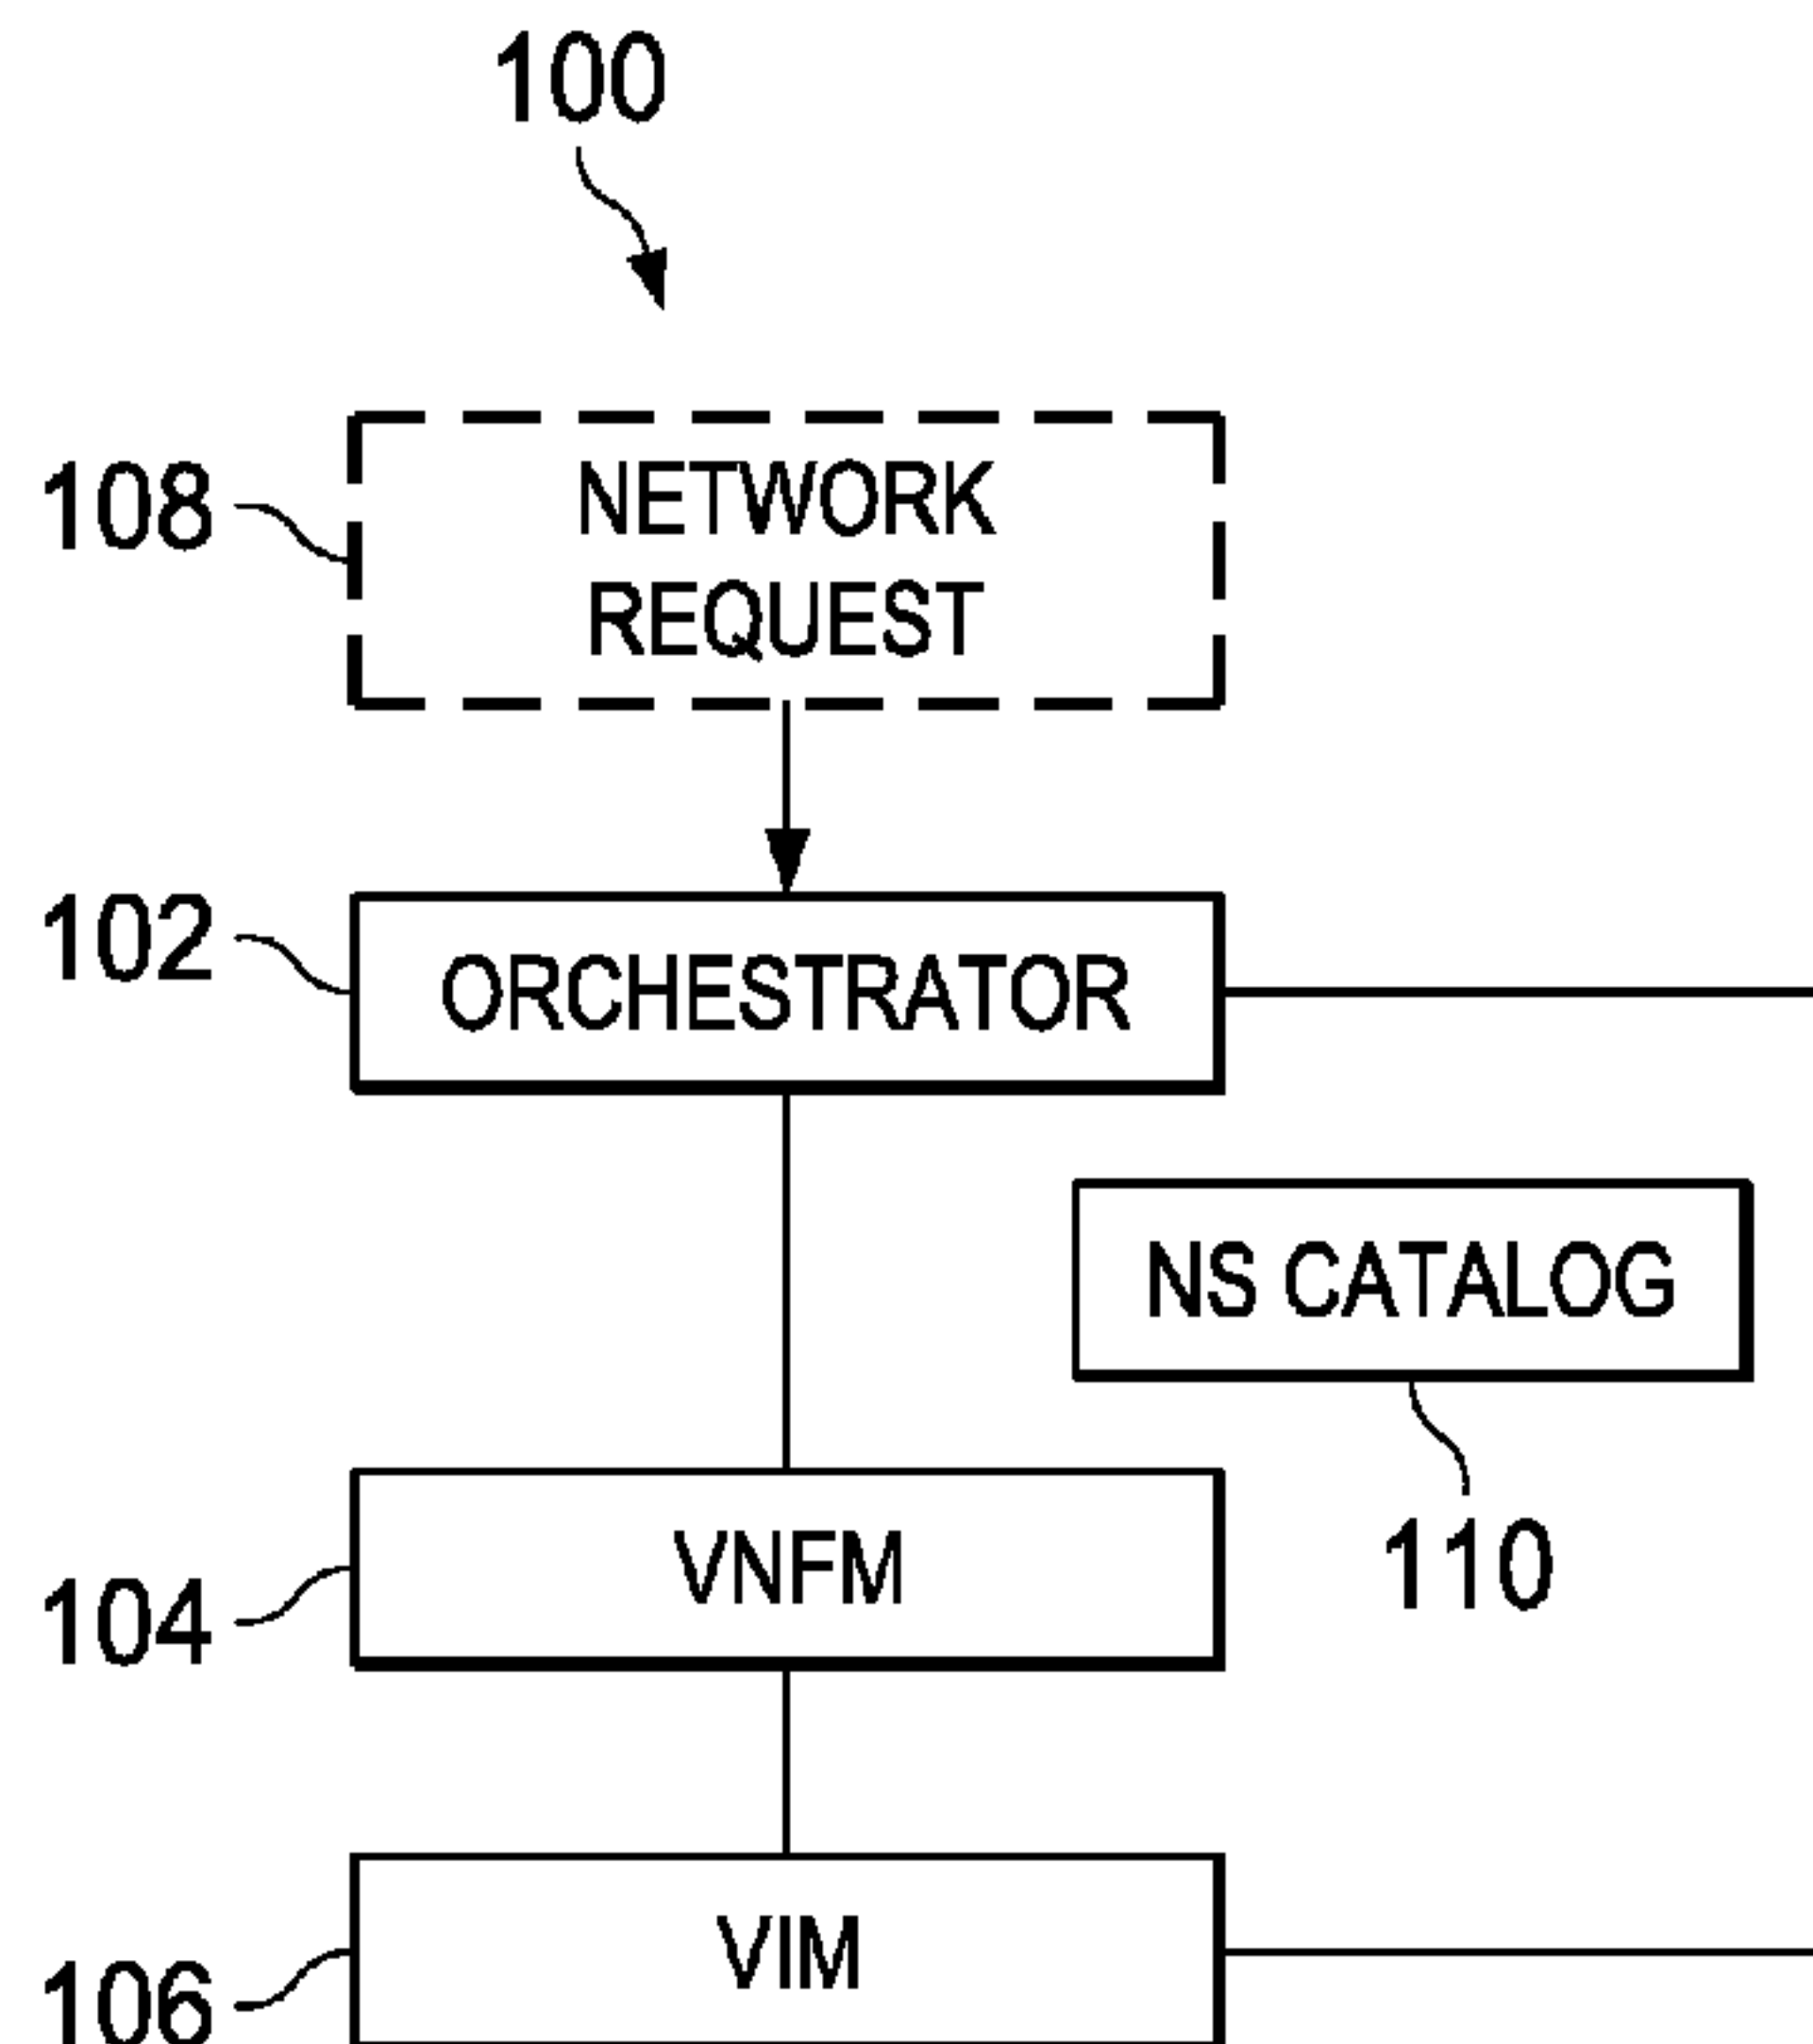 100
108
NETWORK
REQUEST
102
ORCHESTRATOR
NS CATALOG
110
VNFM
104
VIM
106